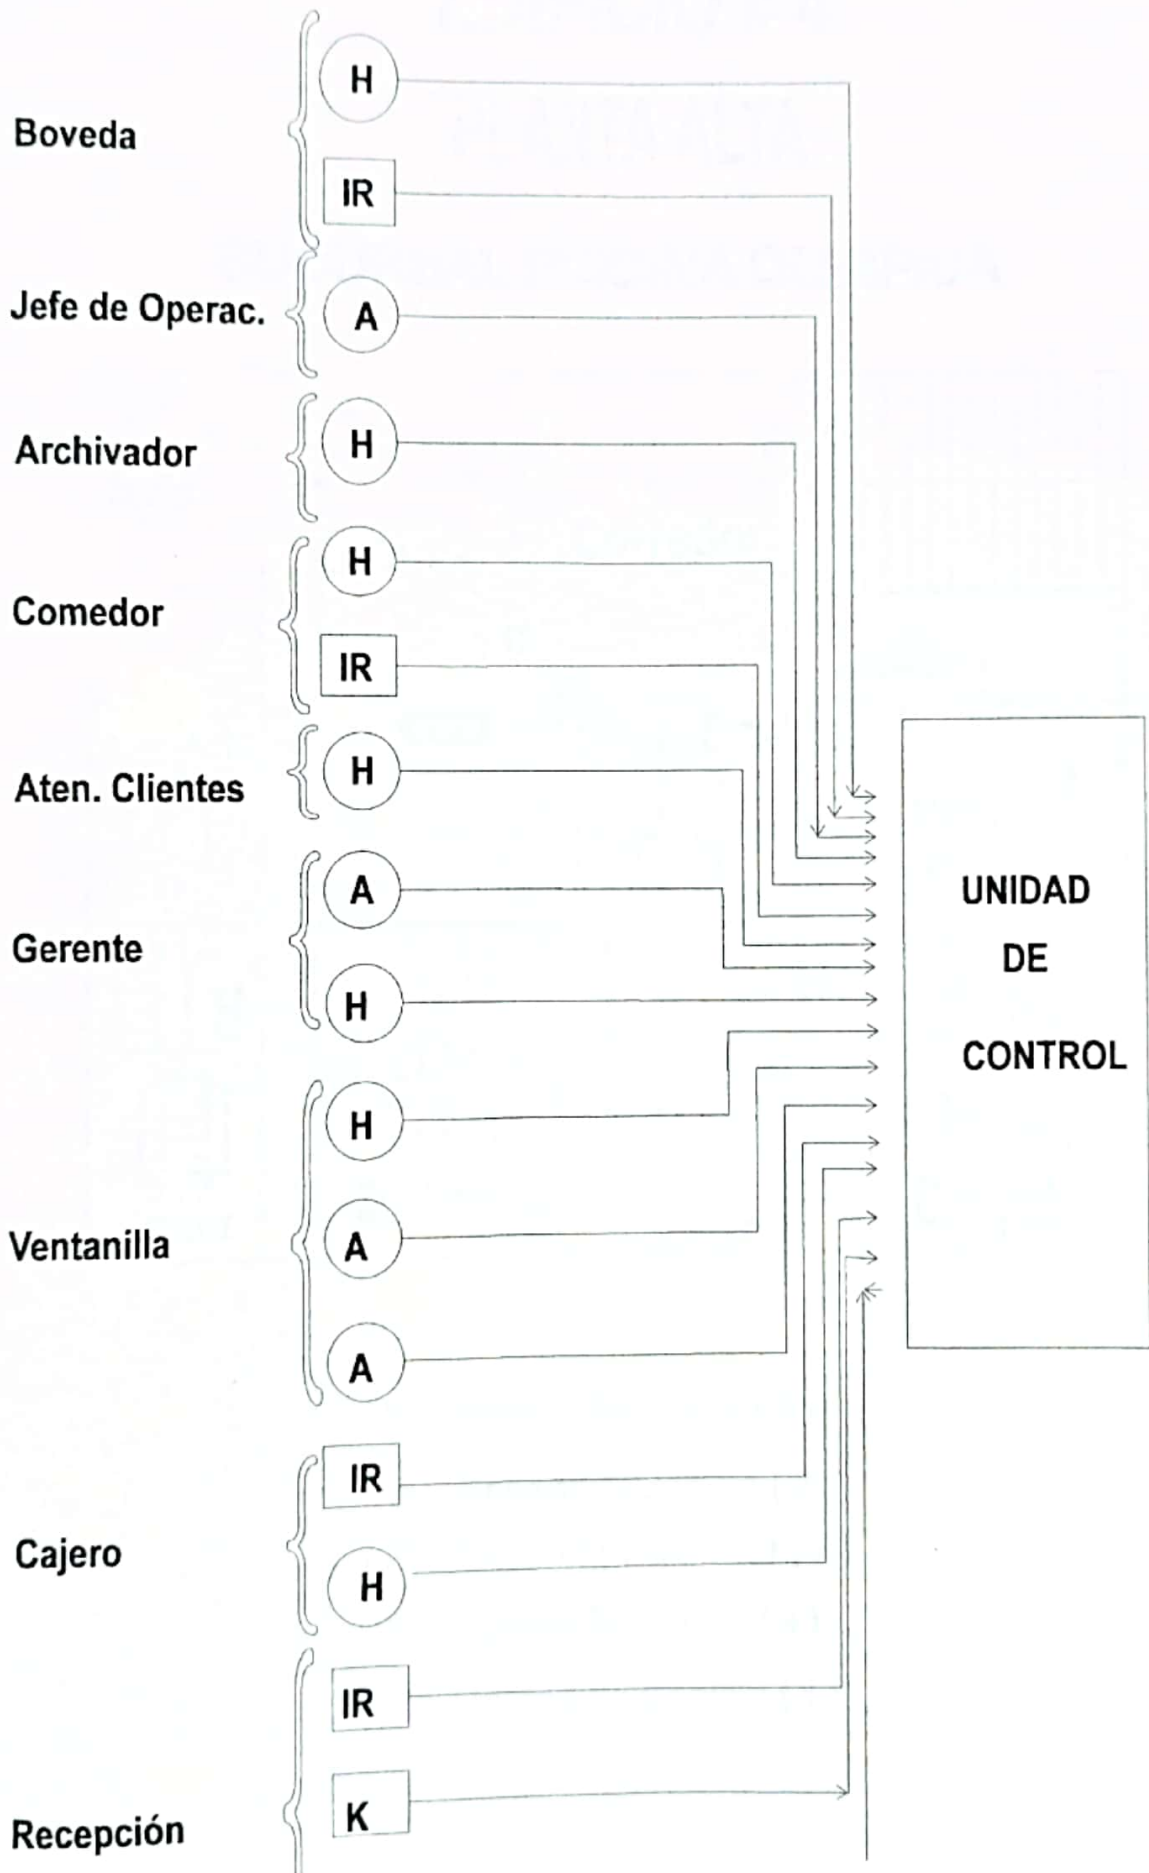 H
Boveda
IR
Jefe de Operac.
A
Archivador
H
H
Comedor
IR
Aten. Clientes
H
A
Gerente
H
H
Ventanilla
A
A
IR
Cajero
H
IR
K
Recepción
UNIDAD
DE
CONTROL